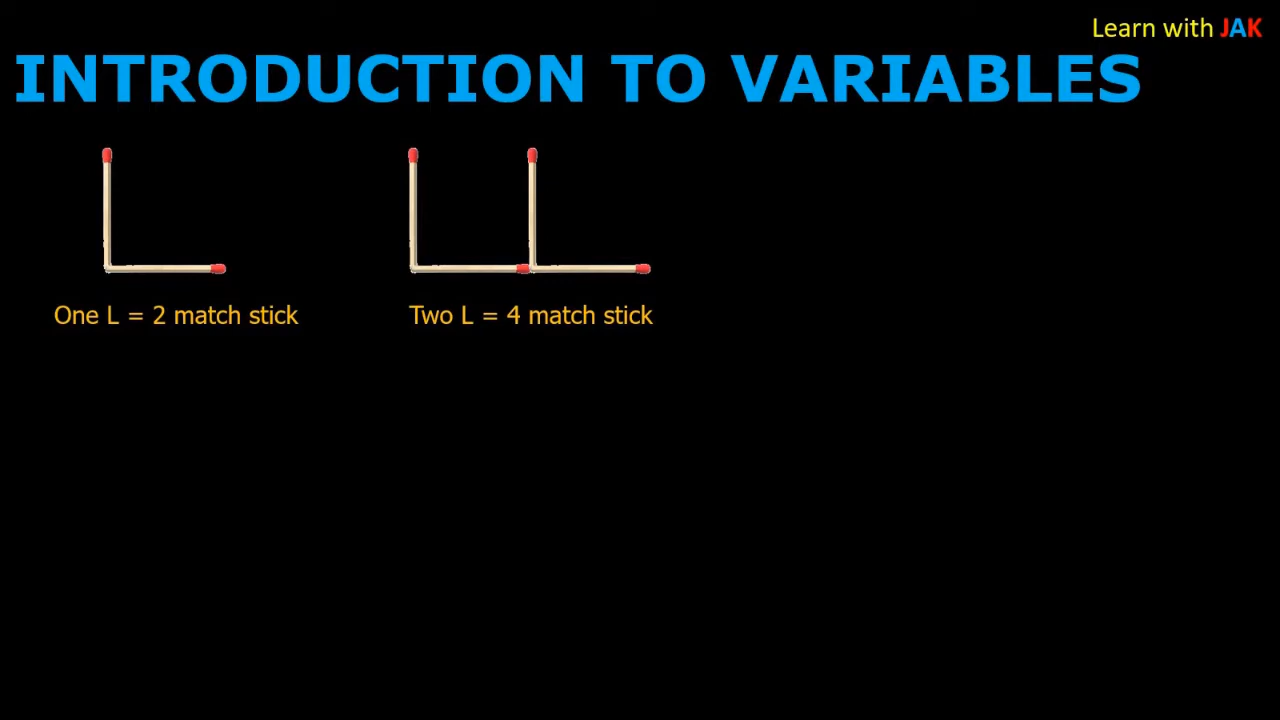 Learn with JAK
INTRODUCTION TO VARIABLES
One L = 2 match stick
Two L = 4 match stick